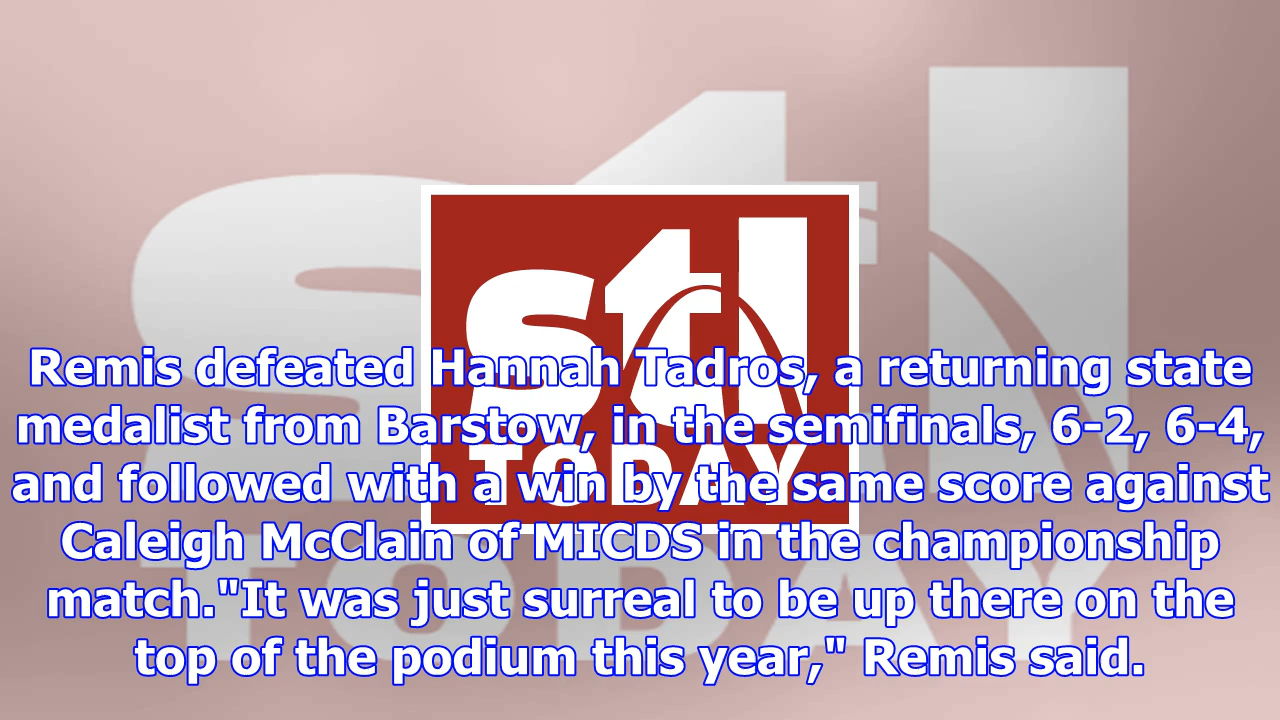 stl
TODAY
stl
TODAY
Remis defeated Hannah Tadros, a returning state
medalist from Barstow, in the semifinals, 6-2, 6-4,
and followed with a win by the same score against
Caleigh McClain of MICDS in the championship
match."It was just surreal to be up there on the
top of the podium this year," Remis said.